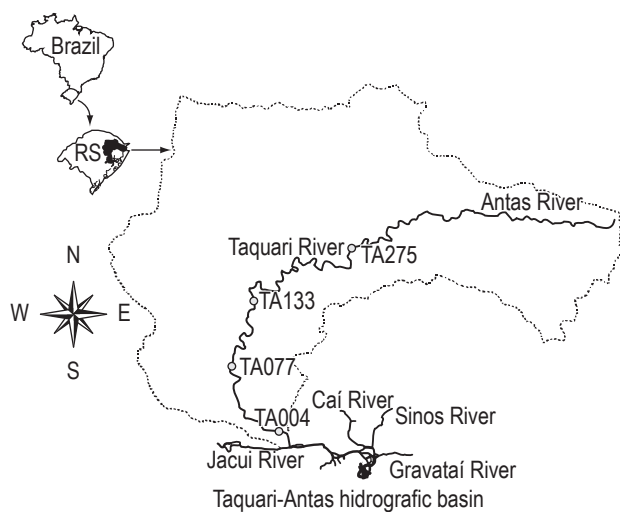 Brazil
RS
Antas River
Taquari River
TA275
N
TA133
W
E
S
TA077
Caí River
TA004
Sinos River
Jacui River
Gravataí River
Taquari-Antas hidrografic basin